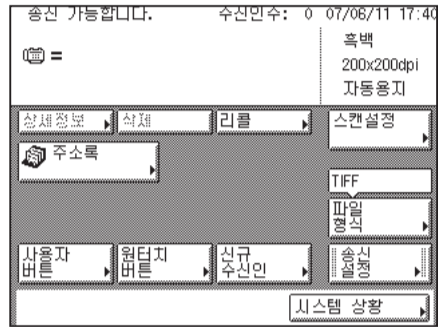 송신 가능합니다. 수신인수: 0 07/06/11 17:40
=
흑백
200x200dpi
자동용지
상세정보 삭제 리콜 스캔설정
주소록
TIFF
파일
형식
사용자
버튼
원터치
버튼
신규
수신인
송신
설정
시스템 상황